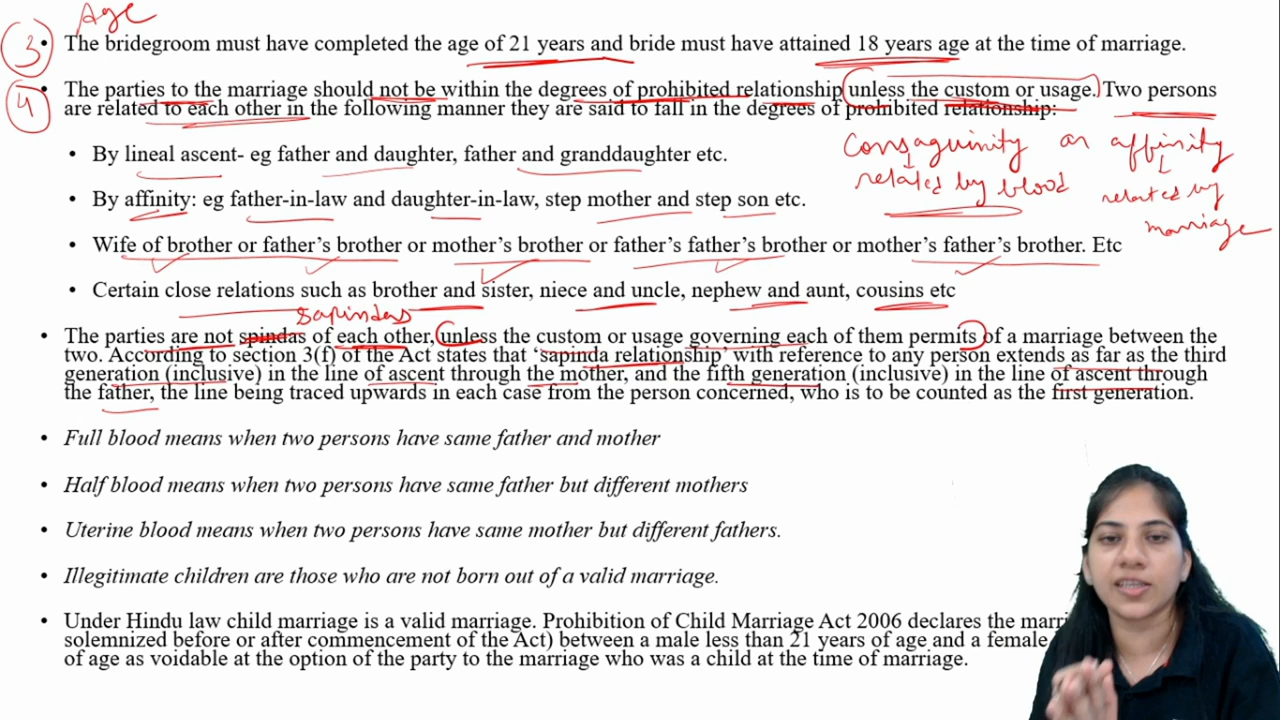 Age
3 • The bridegroom must have completed the age of 21 years and bride must have attained 18 years age at the time of marriage.
4 • The parties to the marriage should not be within the degrees of prohibited relationship unless the custom or usage. Two persons
are related to each other in the following manner they are said to fall in the degrees of prohibited relationship:
• By lineal ascent- eg father and daughter, father and granddaughter etc.
Consaguinity or affinity
related by blood
related by
marriage
• By affinity: eg father-in-law and daughter-in-law, step mother and step son etc.
• Wife of brother or father's brother or mother's brother or father's father's brother or mother's father's brother. Etc
• Certain close relations such as brother and sister, niece and uncle, nephew and aunt, cousins etc
sapindas
• The parties are not spindas of each other, unless the custom or usage governing each of them permits of a marriage between the
two. According to section 3(f) of the Act states that ‘sapinda relationship’ with reference to any person extends as far as the third
generation (inclusive) in the line of ascent through the mother, and the fifth generation (inclusive) in the line of ascent through
the father, the line being traced upwards in each case from the person concerned, who is to be counted as the first generation.
• Full blood means when two persons have same father and mother
• Half blood means when two persons have same father but different mothers
• Uterine blood means when two persons have same mother but different fathers.
• Illegitimate children are those who are not born out of a valid marriage.
• Under Hindu law child marriage is a valid marriage. Prohibition of Child Marriage Act 2006 declares the
solemnized before or after commencement of the Act) between a male less than 21 years of age and a female
of age as voidable at the option of the party to the marriage who was a child at the time of marriage.